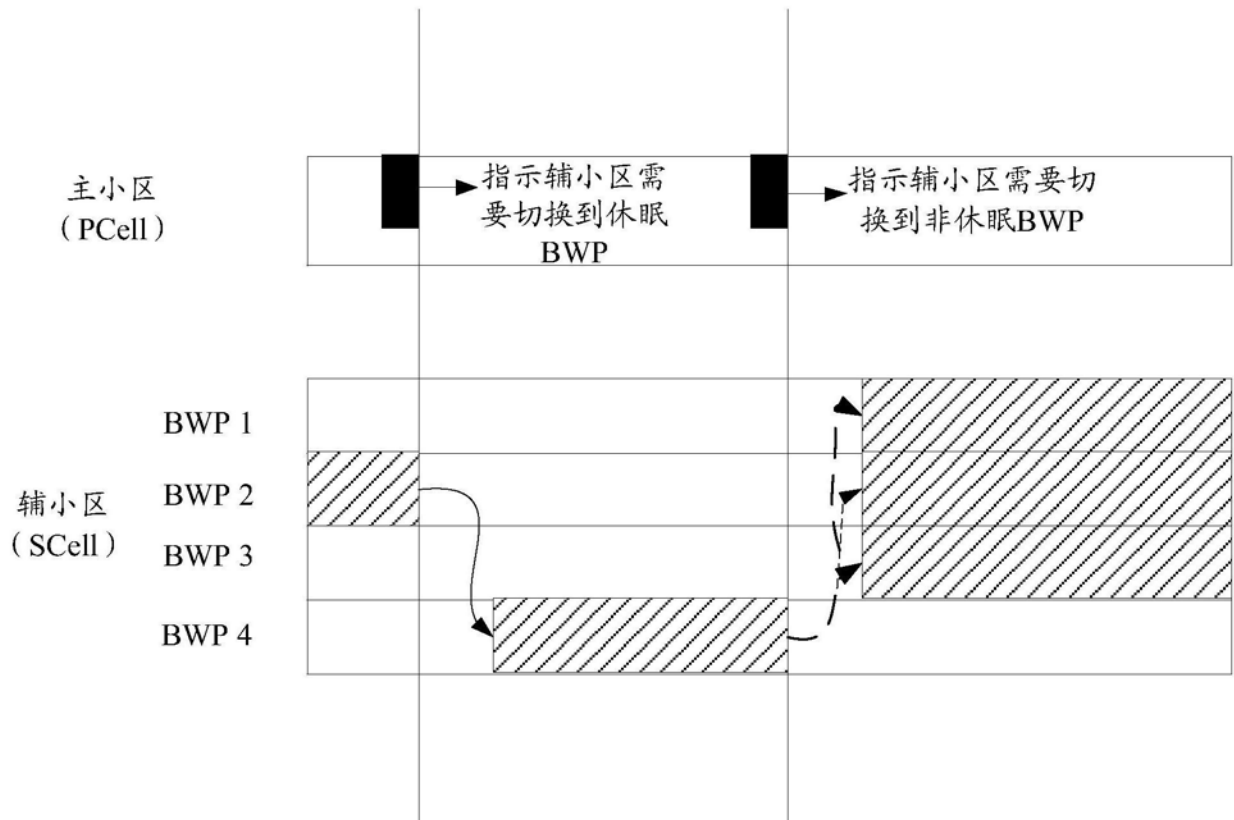 主小区
（PCell）
指示辅小区需
要切换到休眠
BWP
指示辅小区需要切
换到非休眠BWP
辅小区
（SCell）
BWP 1
BWP 2
BWP 3
BWP 4